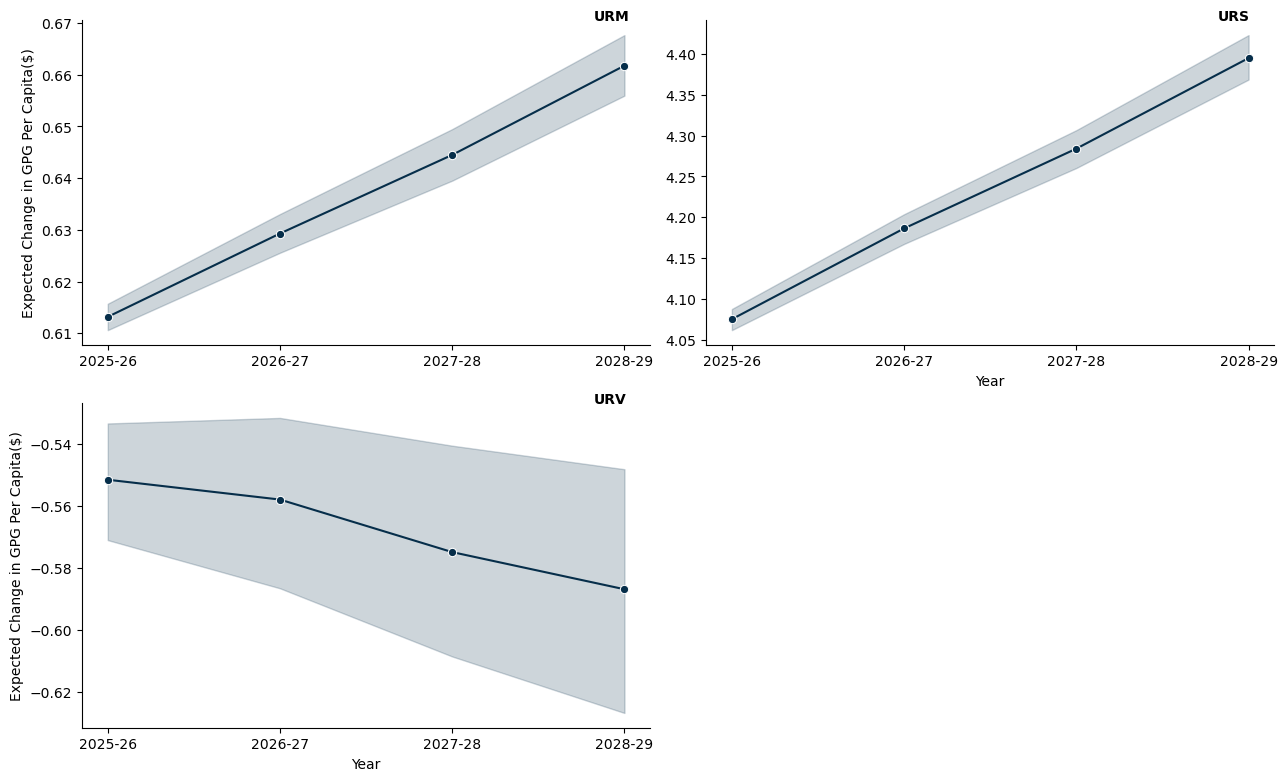 URM
Expected Change in GPG Per Capita($)
0.67
0.66
0.65
0.64
0.63
0.62
0.61
2025-26 2026-27 2027-28 2028-29
URS
4.40
4.35
4.30
4.25
4.20
4.15
4.10
4.05
2025-26 2026-27 2027-28 2028-29
Year
URV
Expected Change in GPG Per Capita($)
−0.54
−0.56
−0.58
−0.60
−0.62
2025-26 2026-27 2027-28 2028-29
Year